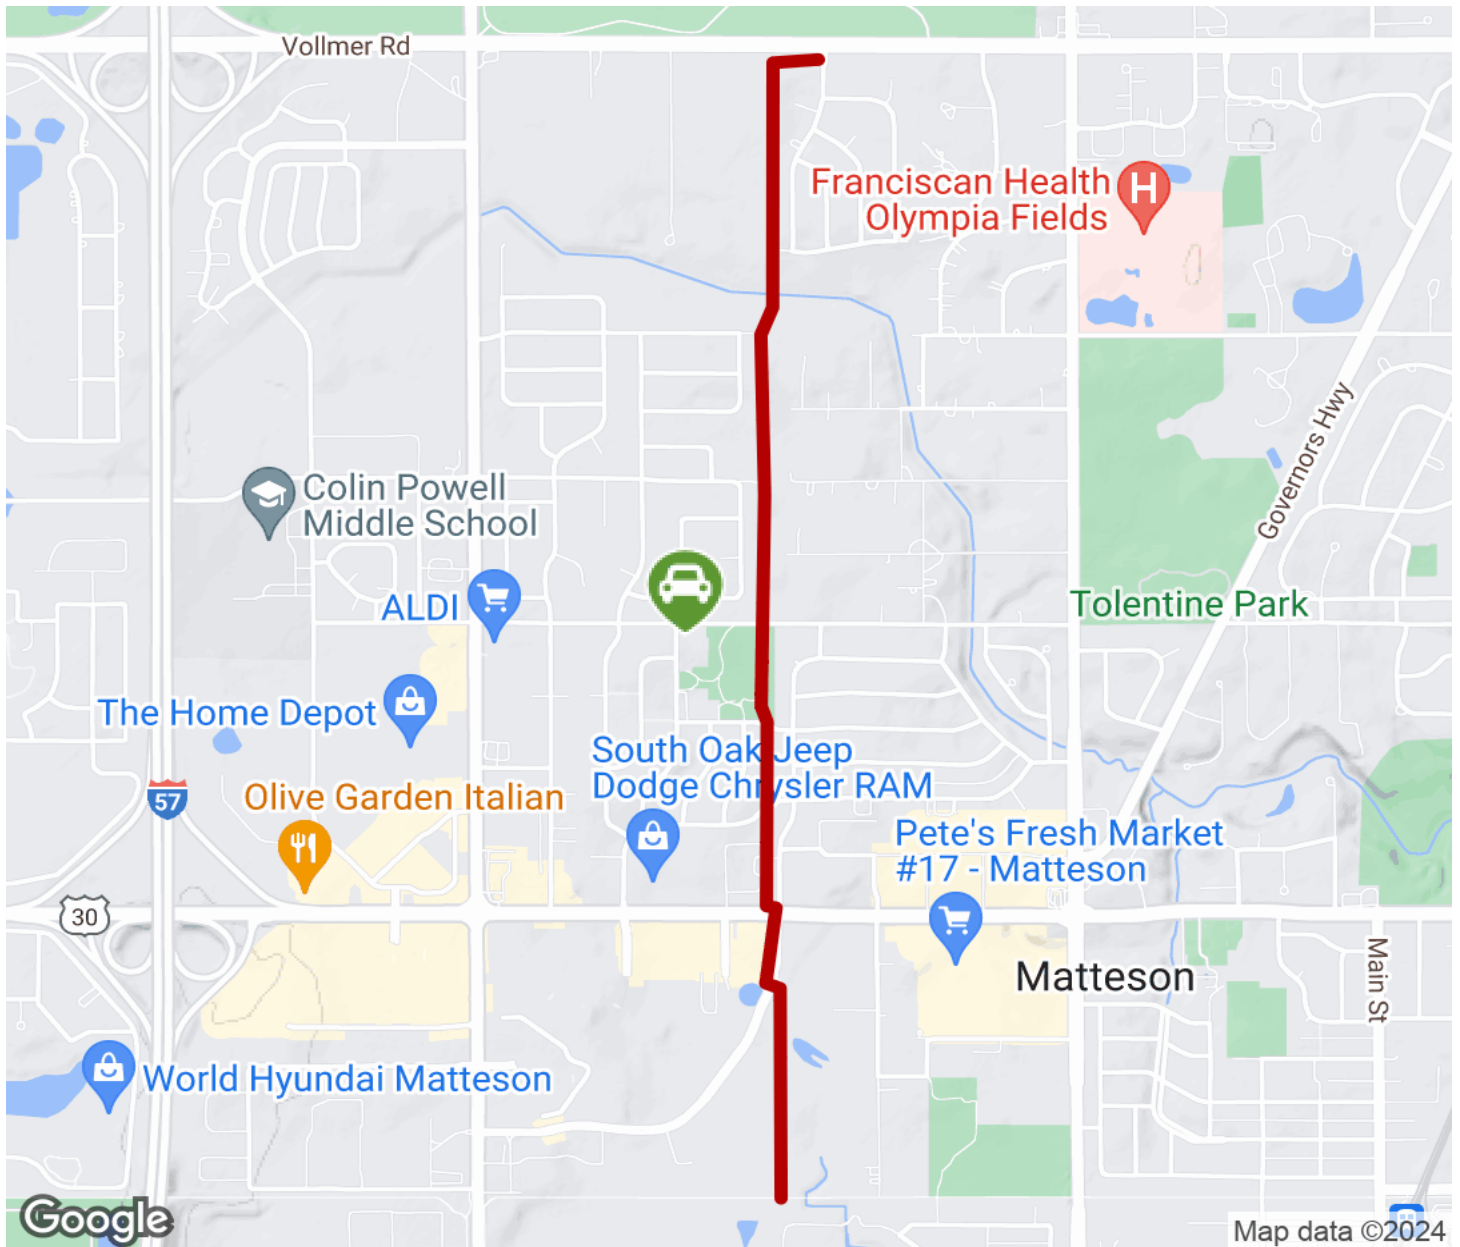 Vollmer Rd
Franciscan Health
Olympia Fields
H
Governors Hwy
Colin Powell
Middle School
ALDI
Tolentine Park
The Home Depot
South Oak Jeep
Dodge Chrysler RAM
57
Olive Garden Italian
Pete's Fresh Market
#17 - Matteson
30
Matteson
Main St
World Hyundai Matteson
Google
Map data ©2024